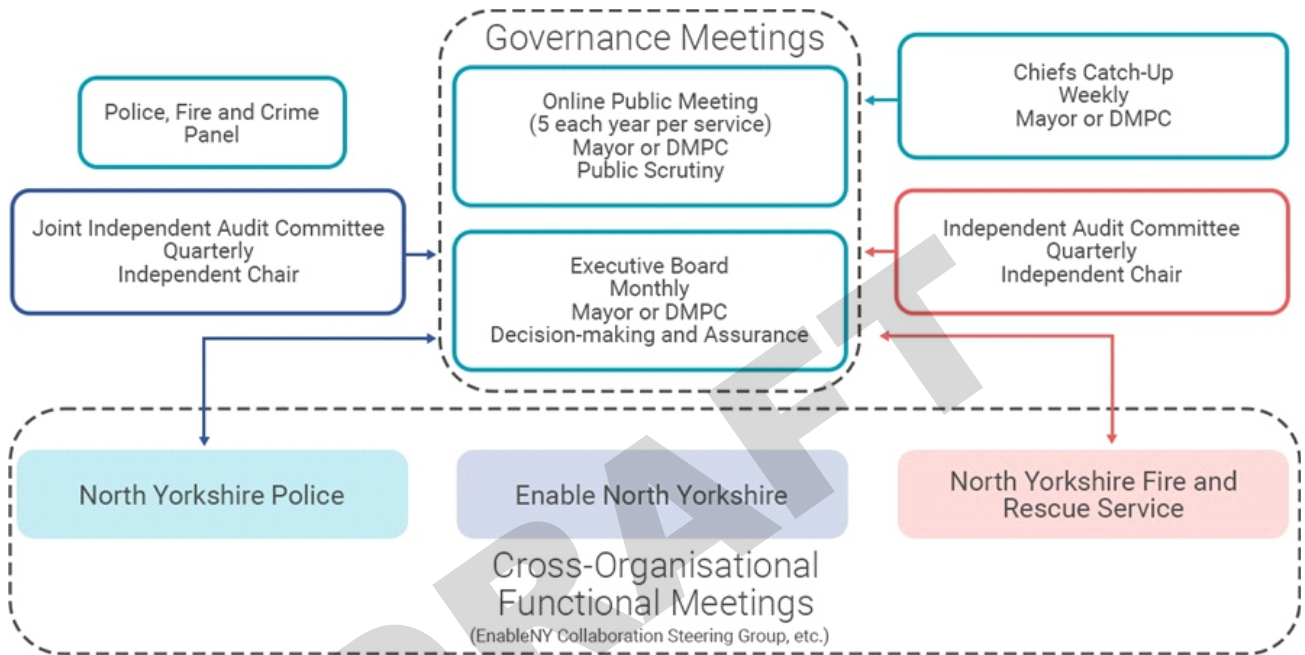 Governance Meetings
Police, Fire and Crime
Panel
Online Public Meeting
(5 each year per service)
Mayor or DMPC
Public Scrutiny
Chiefs Catch-Up
Weekly
Mayor or DMPC
Joint Independent Audit Committee
Quarterly
Independent Chair
Executive Board
Monthly
Mayor or DMPC
Decision-making and Assurance
Independent Audit Committee
Quarterly
Independent Chair
North Yorkshire Police
Enable North Yorkshire
North Yorkshire Fire and
Rescue Service
Cross-Organisational
Functional Meetings
(EnableNY Collaboration Steering Group, etc.)
DRAFT